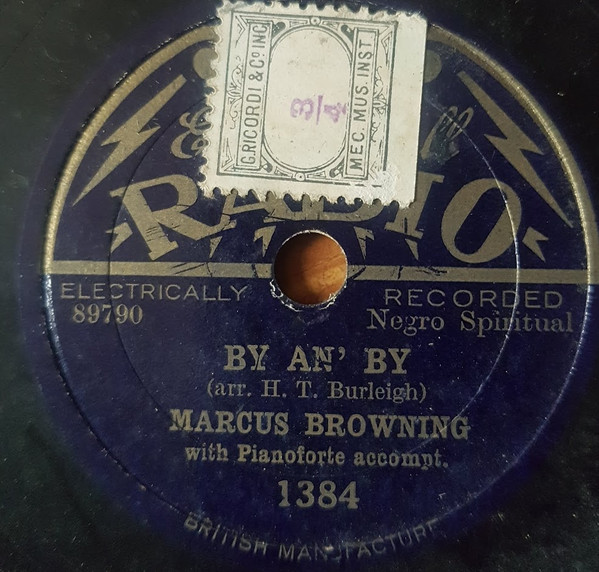 G. RICORDI & Co INC
3/4
MEC. MUS. INST.
RADIO
ELECTRICALLY RECORDED
89790 Negro Spiritual
BY AN' BY
(arr. H. T. Burleigh)
MARCUS BROWNING
with Pianoforte accompt.
1384
BRITISH MANUFACTURE